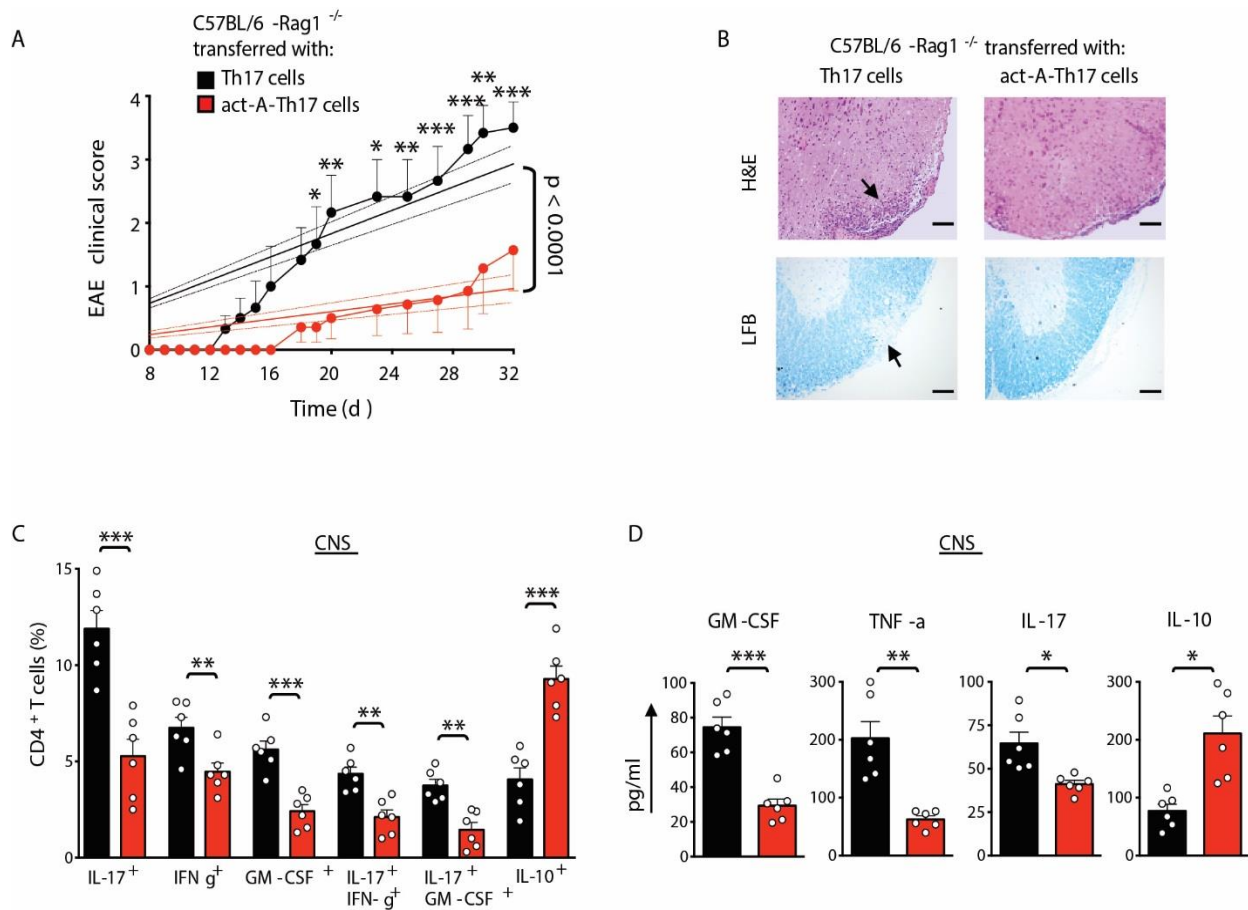 A
C57BL/6 -Rag1 -/-
transferred with:
Th17 cells
act-A-Th17 cells
EAE clinical score
4
3
2
1
0
8 12 16 20 24 28 32
Time (d )
* ** * ** *** *** ** ***
p < 0.0001
B
C57BL/6 -Rag1 -/- transferred with:
Th17 cells act-A-Th17 cells
H&E
LFB
C
CNS
CD4 + T cells (%)
15
10
5
0
*** ** *** ** ** ***
IL-17+ IFN g+ GM -CSF + IL-17+ IL-17+ IL-10+
IFN- g+ GM -CSF +
D
CNS
GM -CSF TNF -a IL -17 IL -10
*** ** * *
pg/ml
100
80
60
40
20
0
300
200
100
0
100
75
50
25
0
300
200
100
0